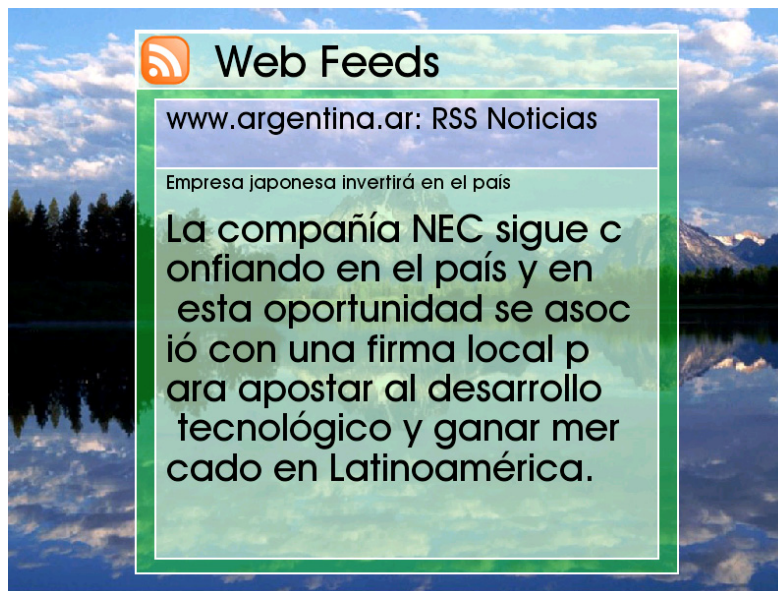 Web Feeds
www.argentina.ar: RSS Noticias
Empresa japonesa invertirá en el país
La compañía NEC sigue c
onfiando en el país y en
esta oportunidad se asoc
ió con una firma local p
ara apostar al desarrollo
tecnológico y ganar mer
cado en Latinoamérica.